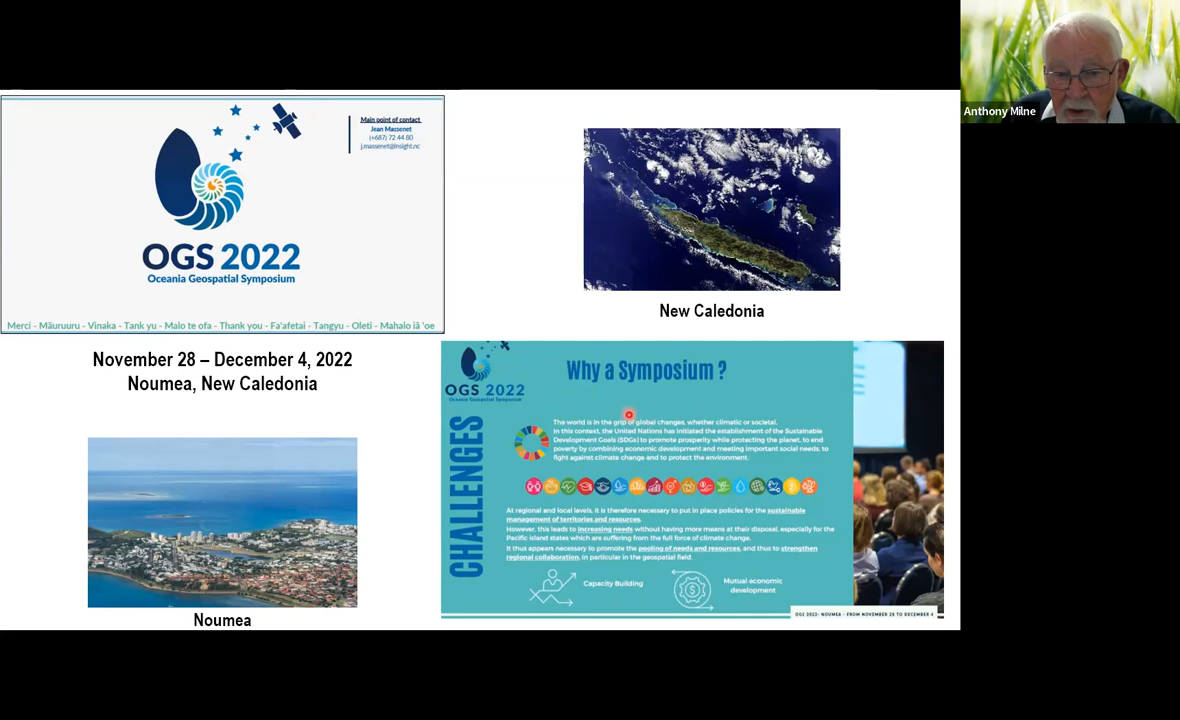 Anthony Milne
Main point of contact
Jean Massenet
(+687) 72 44 80
j.massenet@insight.nc
OGS 2022
Oceania Geospatial Symposium
Merci - Māuruuru - Vinaka - Tank yu - Malo te ofa - Thank you - Fa'afetai - Tangyu - Oleti - Mahalo iā 'oe
November 28 – December 4, 2022
Noumea, New Caledonia
Noumea
New Caledonia
OGS 2022
Oceania Geospatial Symposium
Why a Symposium ?
CHALLENGES
The world is in the grip of global changes, whether climatic or societal.
In this context, the United Nations has initiated the establishment of the Sustainable
Development Goals (SDGs) to promote prosperity while protecting the planet, to end
poverty by combining economic development and meeting important social needs, to
fight against climate change and to protect the environment.
At regional and local levels, it is therefore necessary to put in place policies for the sustainable
management of territories and resources.
However, this leads to increasing needs without having more means at their disposal, especially for the
Pacific island states which are suffering from the full force of climate change.
It thus appears necessary to promote the pooling of needs and resources, and thus to strengthen
regional collaboration, in particular in the geospatial field.
Capacity Building
Mutual economic
development
OGS 2022: NOUMEA - FROM NOVEMBER 28 TO DECEMBER 4